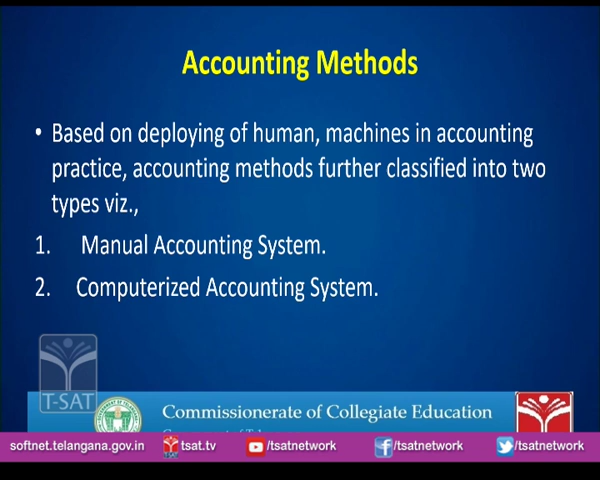 Accounting Methods
• Based on deploying of human, machines in accounting
practice, accounting methods further classified into two
types viz.,
1. Manual Accounting System.
2. Computerized Accounting System.
T-SAT
Commissionerate of Collegiate Education
softnet.telangana.gov.in T-SAT tsat.tv /tsatnetwork /tsatnetwork /tsatnetwork